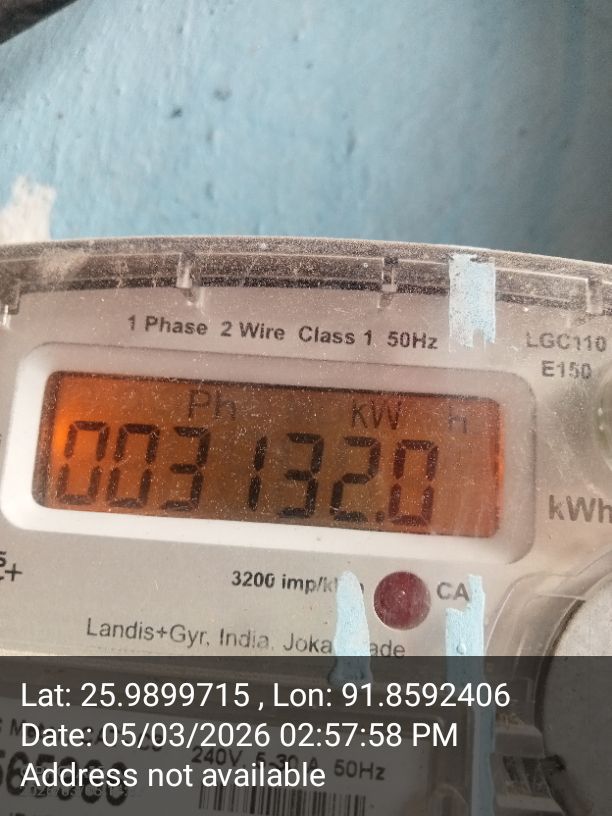 1 Phase 2 Wire Class 1 50Hz
LGC110
E150
Ph kW h
003132.0
kWh
3200 imp/k
CA
Landis+Gyr, India, Joka
Lat: 25.9899715 , Lon: 91.8592406
Date: 05/03/2026 02:57:58 PM
240V 50Hz
Address not available